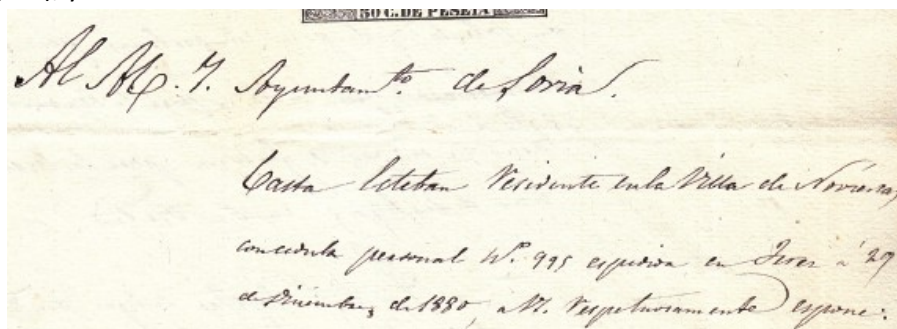 50 C. DE PESETA
Al M. I. Ayuntamto. de Soria.
Casta Esteban Residente en la Villa de Noviercas,
con cedula personal Nº 995 espedida en á 29
de Diciembre, de 1880, a V. Respetuosamente espone: